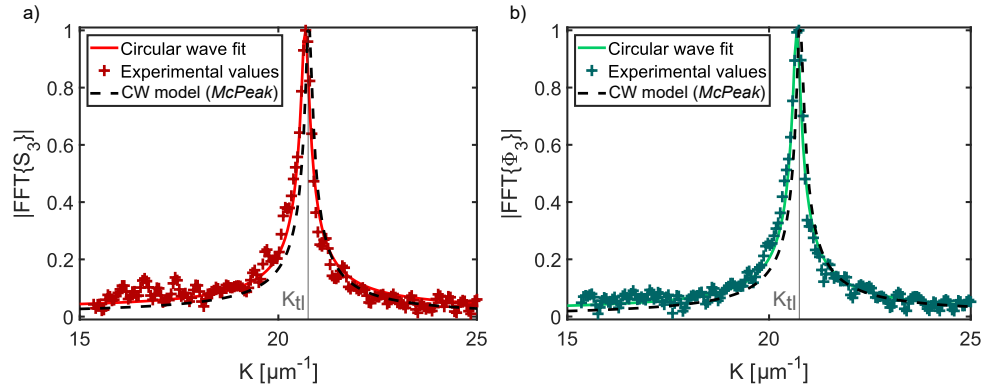 a)
|FFT{S₃}|
1
0.8
0.6
0.4
0.2
0
Circular wave fit
Experimental values
CW model (McPeak)
Ktl
15
20
25
K [µm⁻¹]
b)
|FFT{Φ₃}|
1
0.8
0.6
0.4
0.2
0
Circular wave fit
Experimental values
CW model (McPeak)
Ktl
15
20
25
K [µm⁻¹]